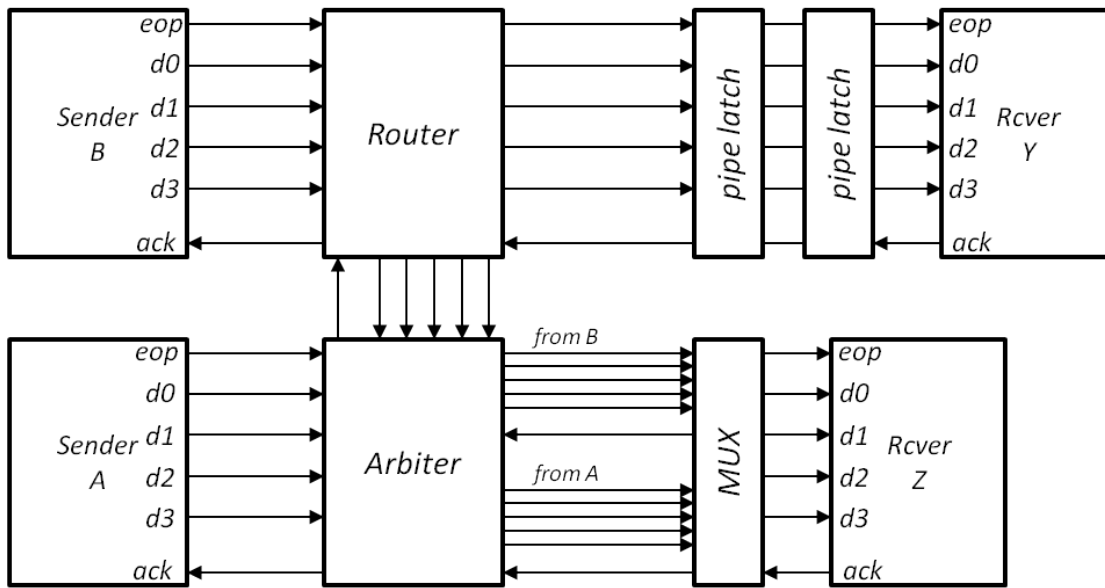 eop
d0
d1
d2
d3
ack
Sender
B
Router
pipe latch
pipe latch
eop
d0
d1
d2
d3
ack
Rcver
Y
eop
d0
d1
d2
d3
ack
Sender
A
Arbiter
from B
from A
MUX
eop
d0
d1
d2
d3
ack
Rcver
Z